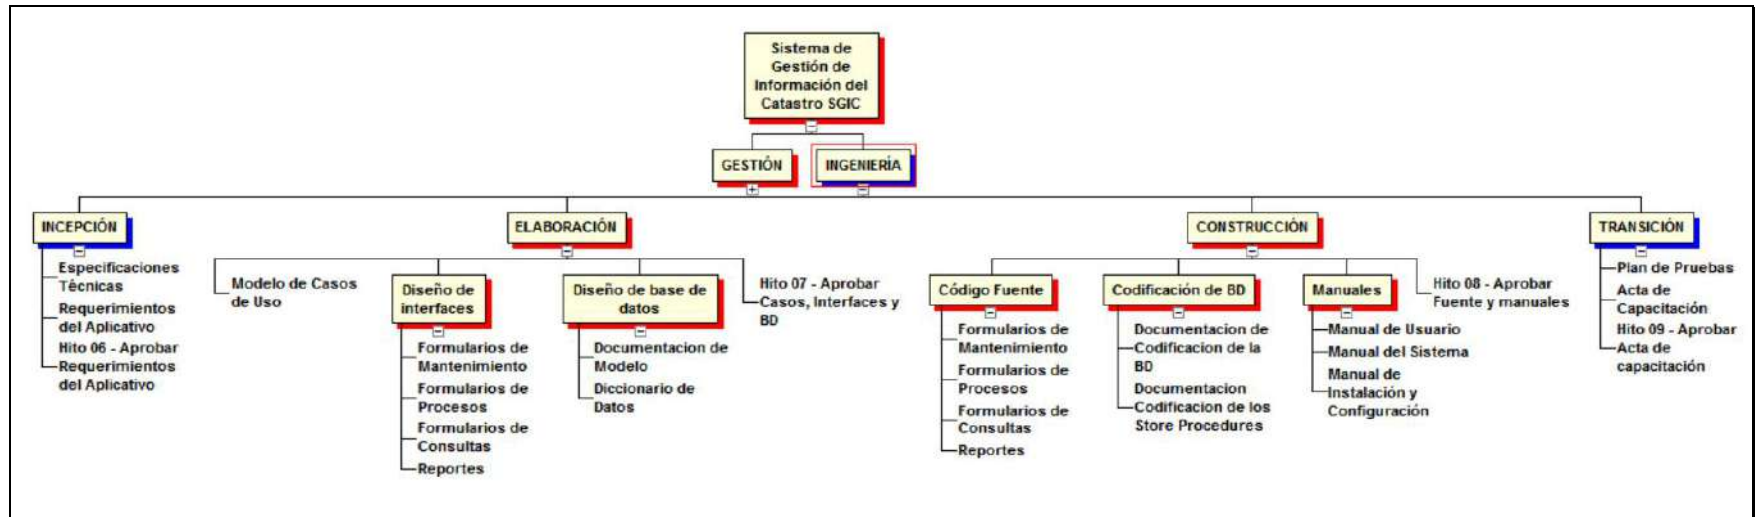 Sistema de
Gestión de
Información del
Catastro SGIC
GESTIÓN
INGENIERÍA
INCEPCIÓN
Especificaciones
Técnicas
Requerimientos
del Aplicativo
Hito 06 - Aprobar
Requerimientos
del Aplicativo
ELABORACIÓN
Modelo de Casos
de Uso
Diseño de
interfaces
Formularios de
Mantenimiento
Formularios de
Procesos
Formularios de
Consultas
Reportes
Diseño de base de
datos
Documentacion de
Modelo
Diccionario de
Datos
Hito 07 - Aprobar
Casos, Interfaces y
BD
CONSTRUCCIÓN
Código Fuente
Formularios de
Mantenimiento
Formularios de
Procesos
Formularios de
Consultas
Reportes
Codificación de BD
Documentacion de
Codificacion de la
BD
Documentacion
Codificacion de los
Store Procedures
Manuales
Manual de Usuario
Manual del Sistema
Manual de
Instalación y
Configuración
Hito 08 - Aprobar
Fuente y manuales
TRANSICIÓN
Plan de Pruebas
Acta de
Capacitación
Hito 09 - Aprobar
Acta de
capacitación